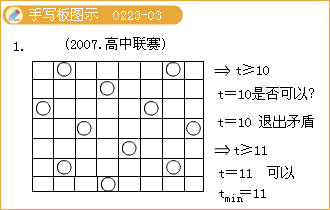 手写板图示 0223-03
1. (2007.高中联赛)
⇒ t≥10
t=10是否可以?
t=10 退出矛盾
⇒ t≥11
t=11 可以
tmin=11